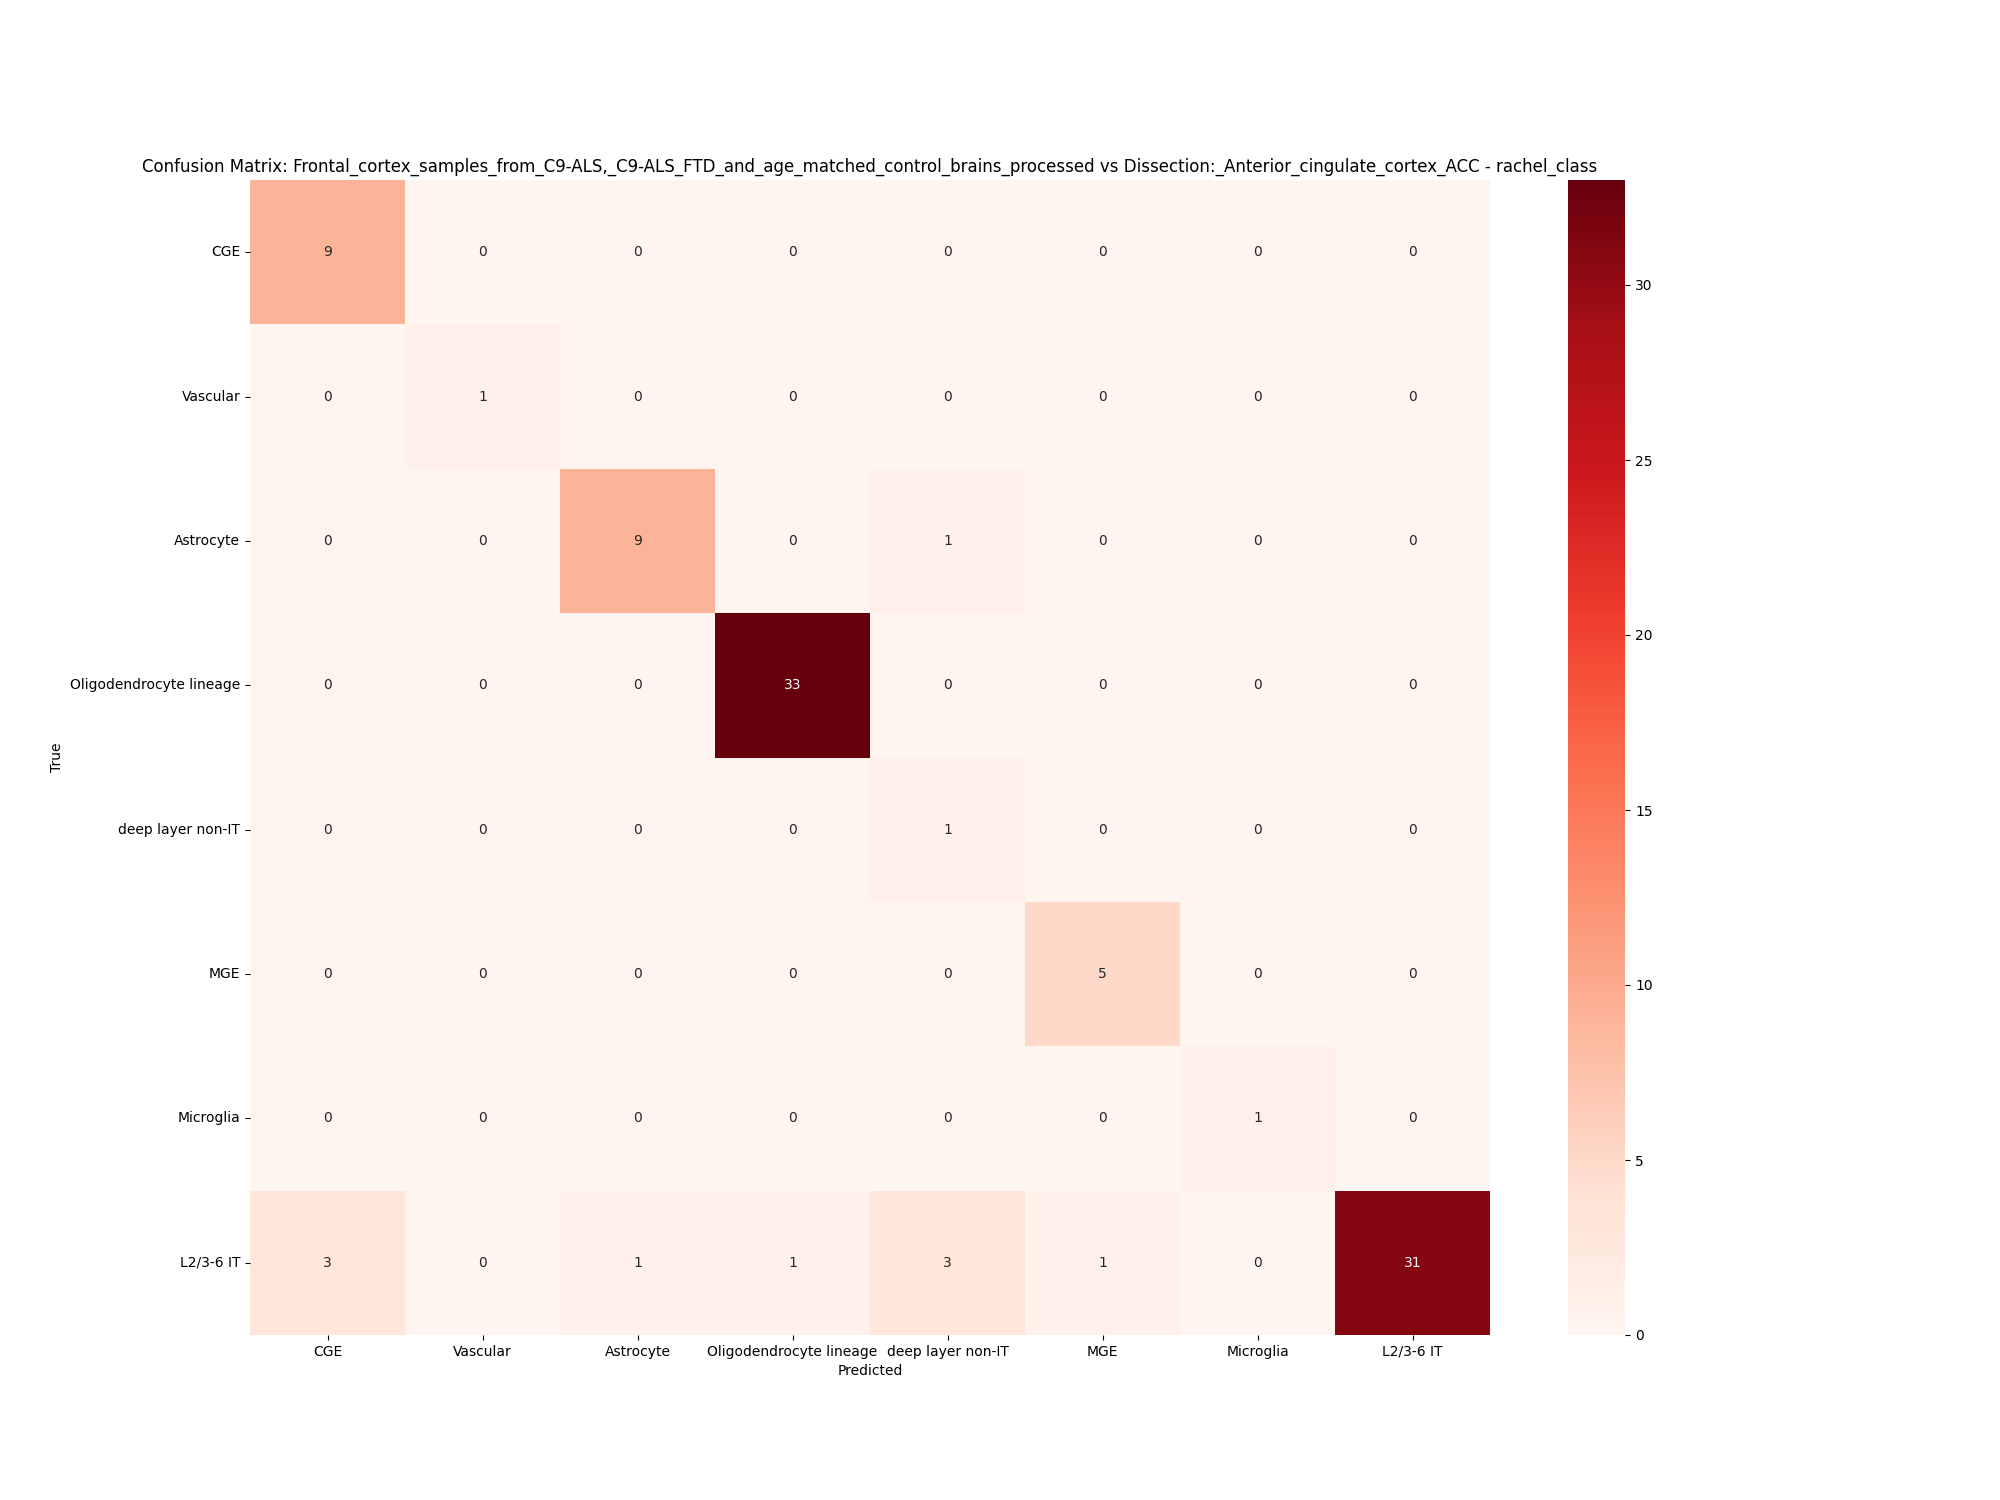 Confusion Matrix: Frontal_cortex_samples_from_C9-ALS,_C9-ALS_FTD_and_age_matched_control_brains_processed vs Dissection:_Anterior_cingulate_cortex_ACC - rachel_class
CGE 9 0 0 0 0 0 0 0
Vascular 0 1 0 0 0 0 0 0
Astrocyte 0 0 9 0 1 0 0 0
Oligodendrocyte lineage 0 0 0 33 0 0 0 0
deep layer non-IT 0 0 0 0 1 0 0 0
MGE 0 0 0 0 0 5 0 0
Microglia 0 0 0 0 0 0 1 0
L2/3-6 IT 3 0 1 1 3 1 0 31
CGE Vascular Astrocyte Oligodendrocyte lineage deep layer non-IT MGE Microglia L2/3-6 IT
Predicted
True
30
25
20
15
10
5
0